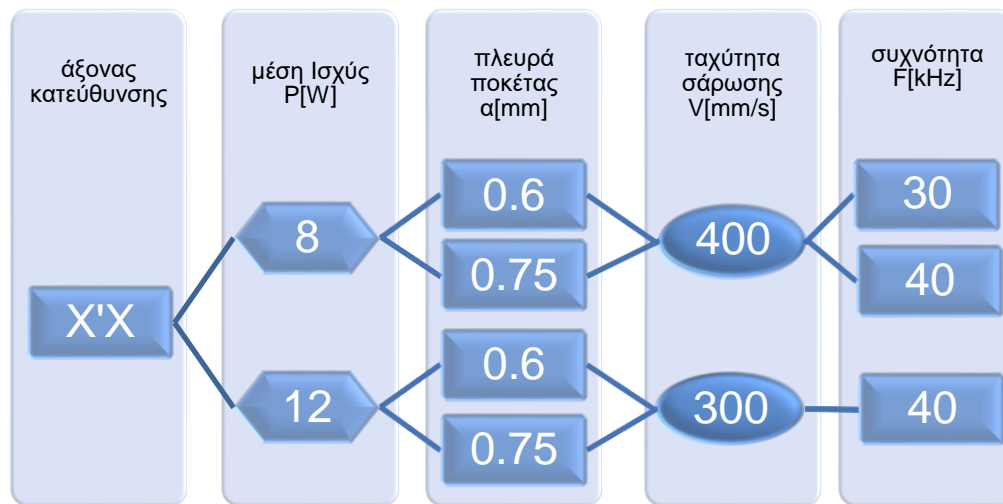 άξονας
κατεύθυνσης
μέση Ισχύς
P[W]
πλευρά
ποκέτας
α[mm]
ταχύτητα
σάρωσης
V[mm/s]
συχνότητα
F[kHz]
X'X
8
12
0.6
0.75
0.6
0.75
400
300
30
40
40